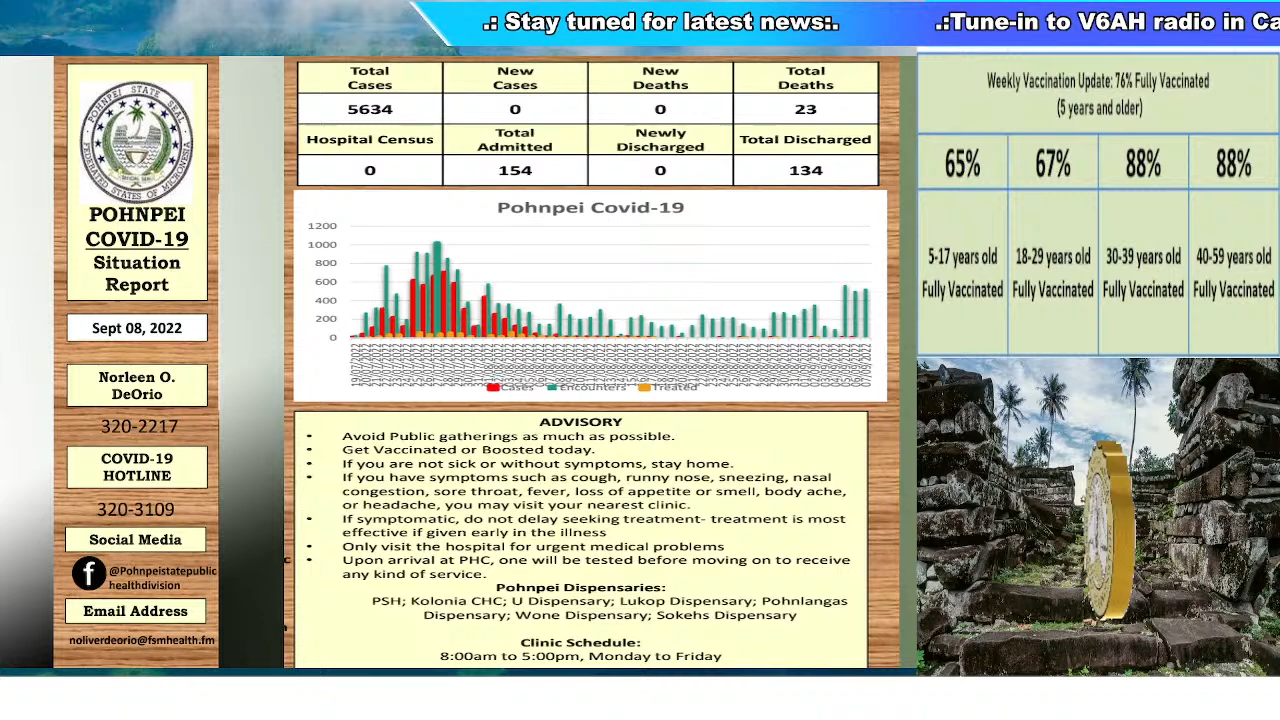 .: Stay tuned for latest news:.
.:Tune-in to V6AH radio in Ca
POHNPEI STATE SEAL
FEDERATED STATES OF MICRONESIA
POHNPEI
COVID-19
Situation
Report
Sept 08, 2022
Norleen O.
DeOrio
320-2217
COVID-19
HOTLINE
320-3109
Social Media
@Pohnpeistatepublic
healthdivision
Email Address
noliverdeorio@fsmhealth.fm
Total Cases
New Cases
New Deaths
Total Deaths
5634
0
0
23
Hospital Census
Total Admitted
Newly Discharged
Total Discharged
0
154
0
134
Pohnpei Covid-19
1200
1000
800
600
400
200
0
Cases
Encounters
Treated
ADVISORY
• Avoid Public gatherings as much as possible.
• Get Vaccinated or Boosted today.
• If you are not sick or without symptoms, stay home.
• If you have symptoms such as cough, runny nose, sneezing, nasal
congestion, sore throat, fever, loss of appetite or smell, body ache,
or headache, you may visit your nearest clinic.
• If symptomatic, do not delay seeking treatment- treatment is most
effective if given early in the illness
• Only visit the hospital for urgent medical problems
• Upon arrival at PHC, one will be tested before moving on to receive
any kind of service.
Pohnpei Dispensaries:
PSH; Kolonia CHC; U Dispensary; Lukop Dispensary; Pohnlangas
Dispensary; Wone Dispensary; Sokehs Dispensary
Clinic Schedule:
8:00am to 5:00pm, Monday to Friday
Weekly Vaccination Update: 76% Fully Vaccinated
(5 years and older)
65%
67%
88%
88%
5-17 years old
Fully Vaccinated
18-29 years old
Fully Vaccinated
30-39 years old
Fully Vaccinated
40-59 years old
Fully Vaccinated